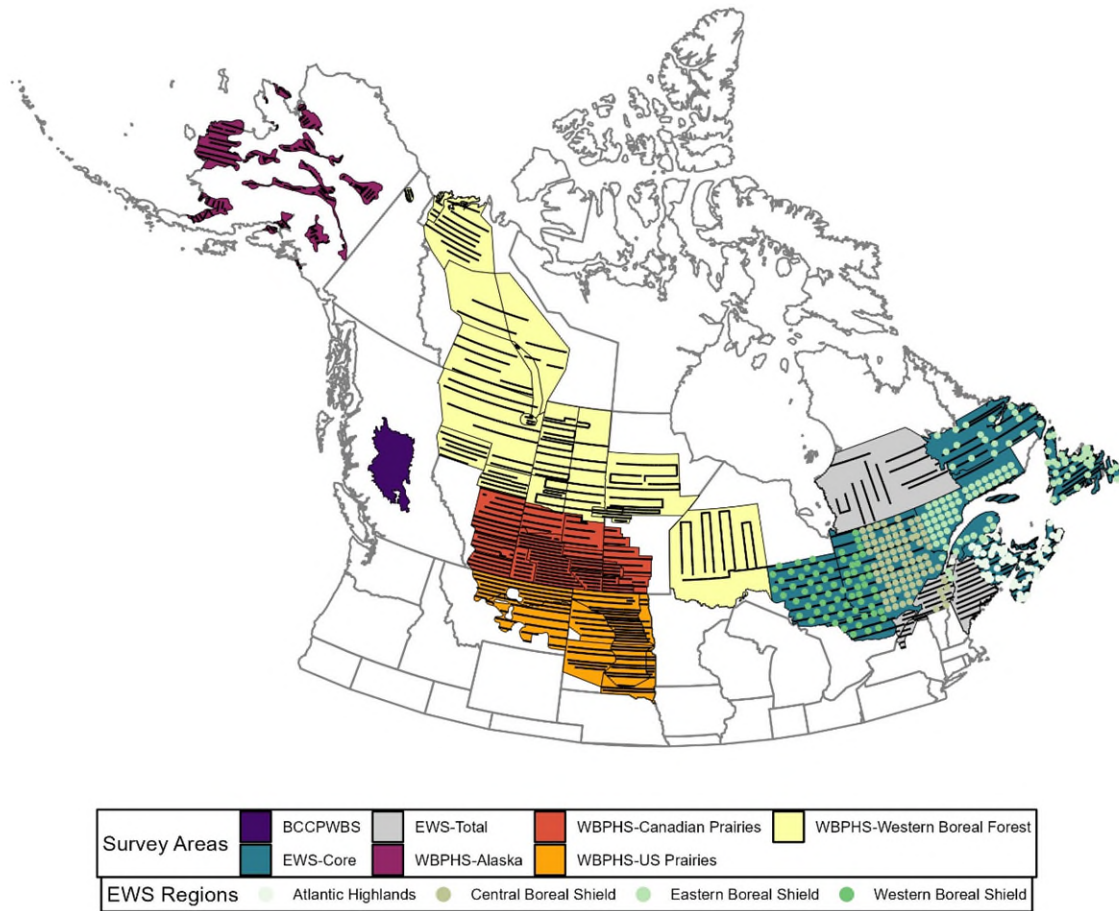 Survey Areas
BCCPWBS EWS-Total WBPHS-Canadian Prairies WBPHS-Western Boreal Forest
EWS-Core WBPHS-Alaska WBPHS-US Prairies
EWS Regions Atlantic Highlands Central Boreal Shield Eastern Boreal Shield Western Boreal Shield